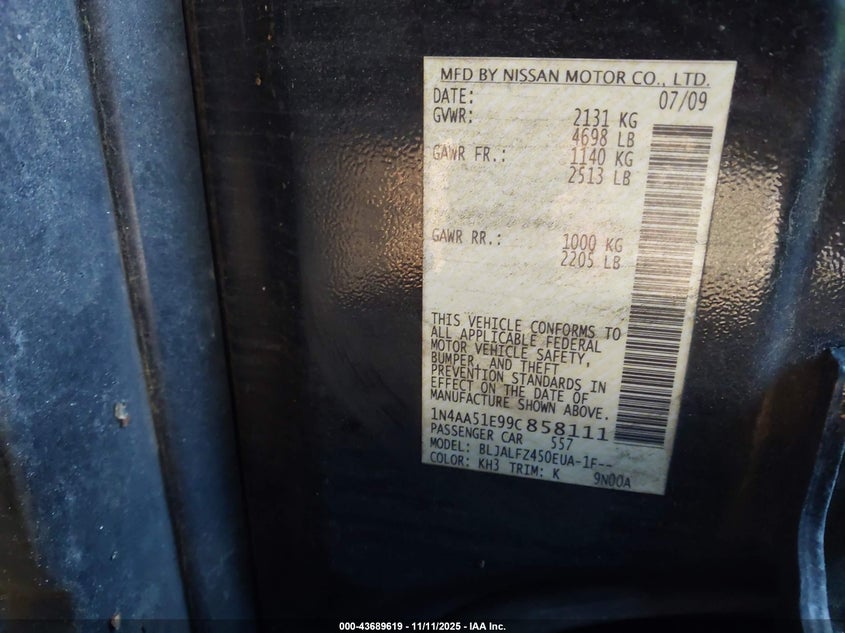 MFD BY NISSAN MOTOR CO., LTD.
DATE: 07/09
GVWR: 2131 KG
4698 LB
GAWR FR.: 1140 KG
2513 LB
GAWR RR.: 1000 KG
2205 LB
THIS VEHICLE CONFORMS TO
ALL APPLICABLE FEDERAL
MOTOR VEHICLE SAFETY,
BUMPER, AND THEFT
PREVENTION STANDARDS IN
EFFECT ON THE DATE OF
MANUFACTURE SHOWN ABOVE.
1N4AA51E99C858111
PASSENGER CAR 557
MODEL: BLJALFZ450EUA-1F--
COLOR: KH3 TRIM: K 9N00A
000-43689619 - 11/11/2025 - IAA Inc.